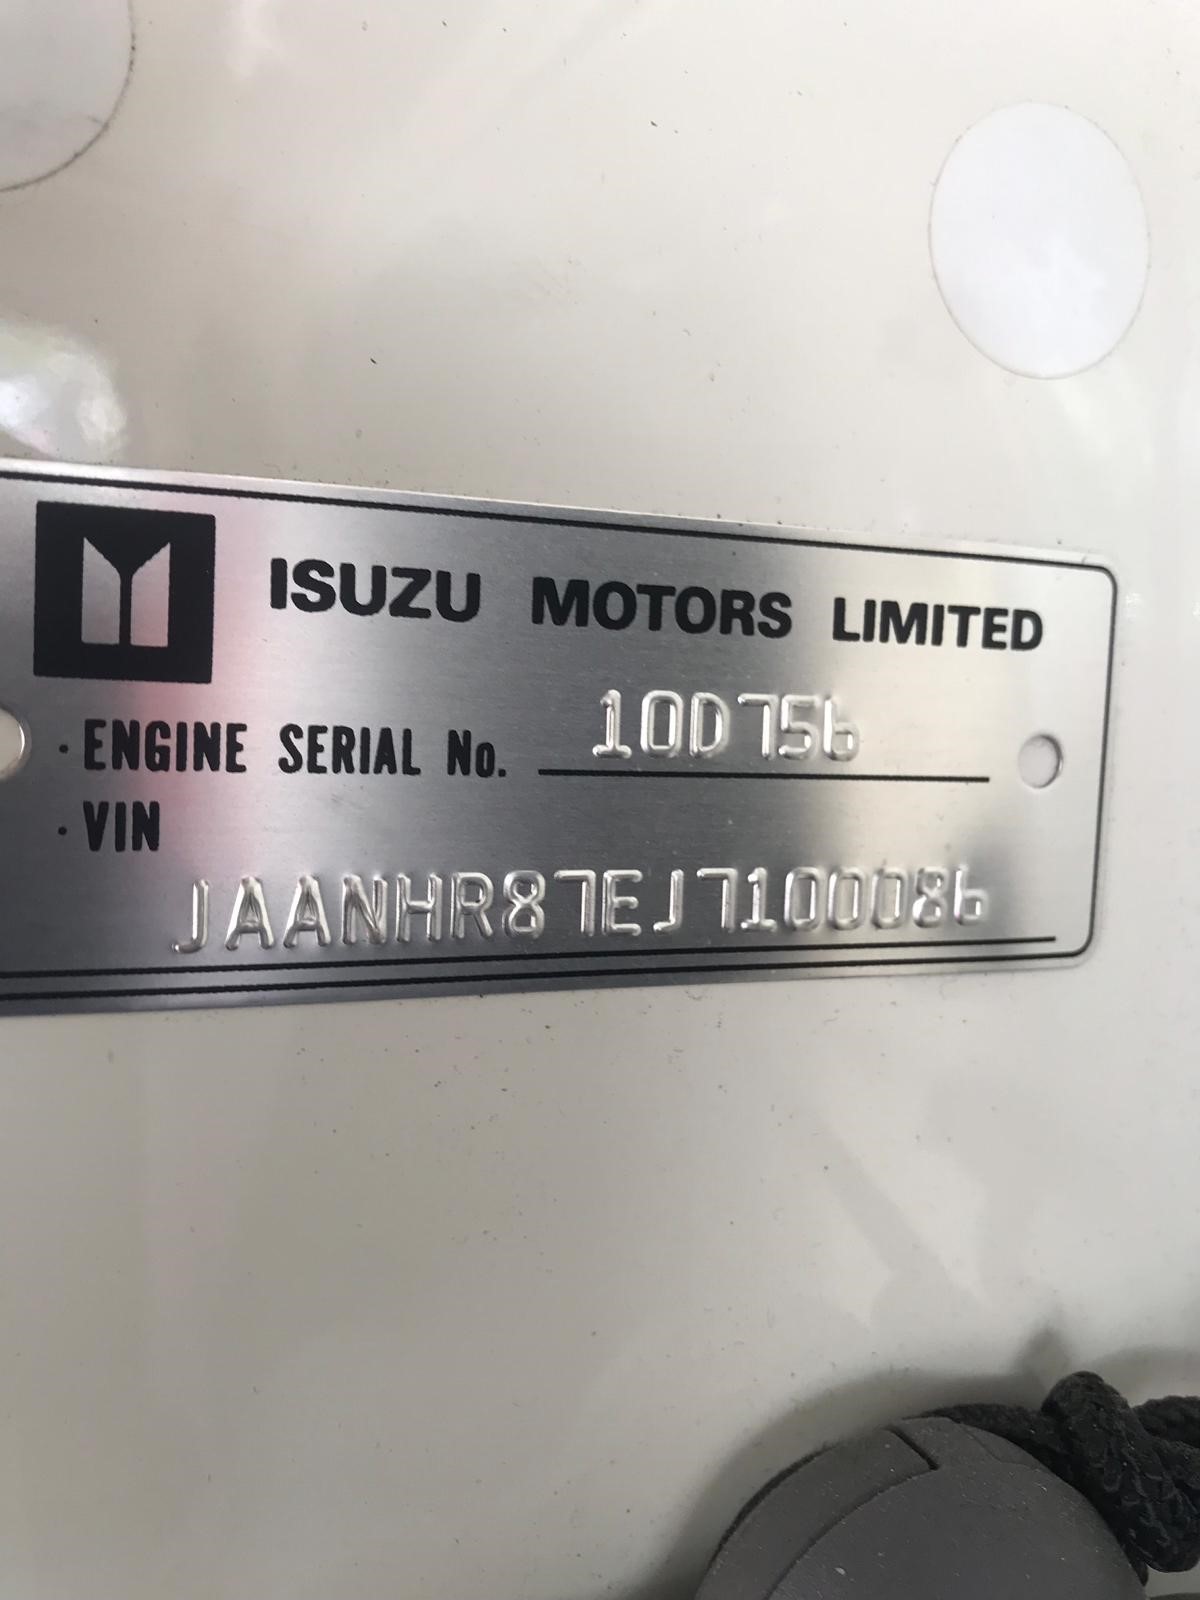 ISUZU MOTORS LIMITED
· ENGINE SERIAL No. 10D756
· VIN
JAANHR87EJ7100086